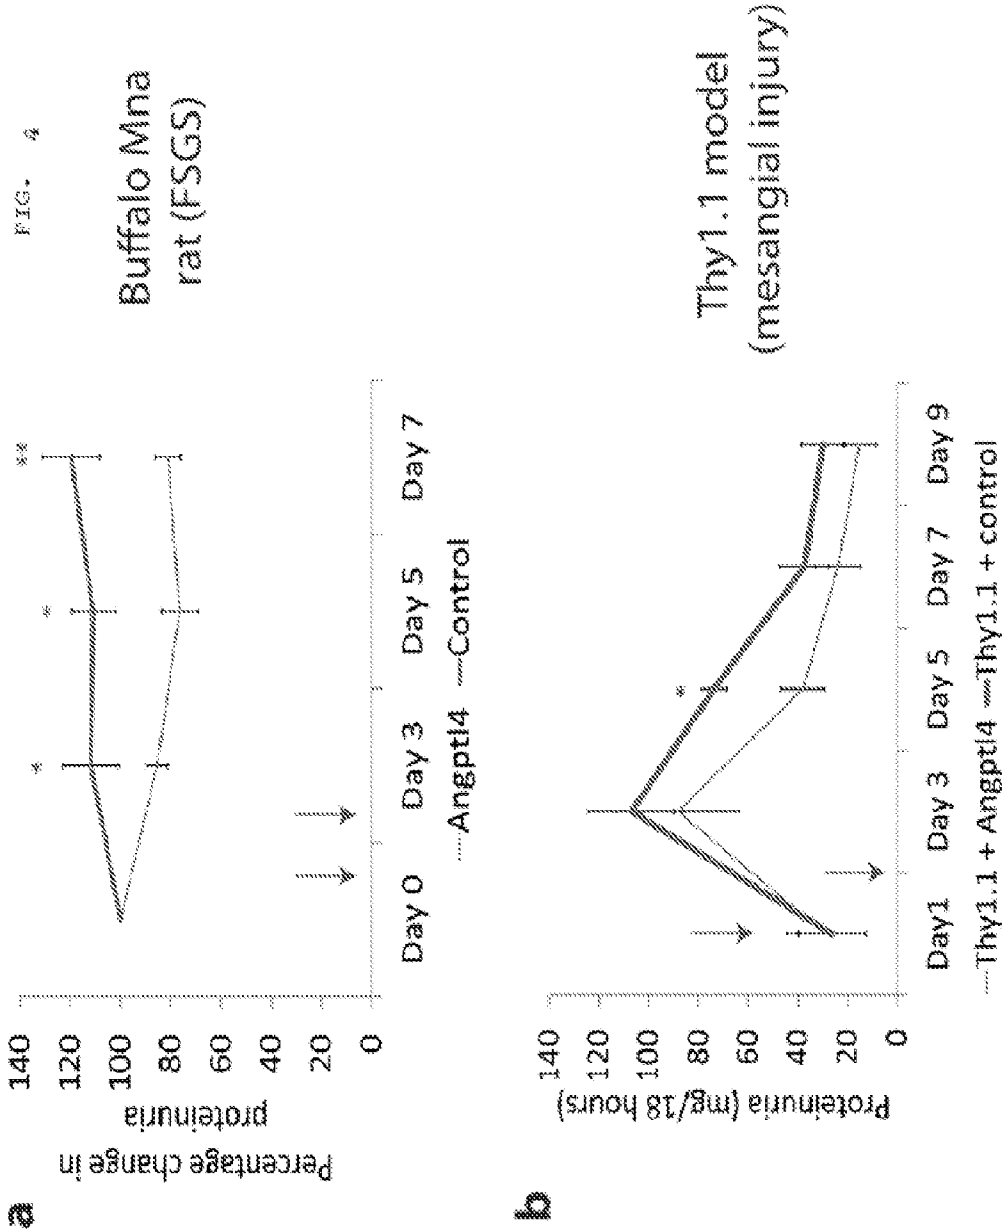 FIG. 4
a
Percentage change in
proteinuria
140
120
100
80
60
40
20
0
*
*
**
Day 0
Day 3
Day 5
Day 7
Angptl4
Control
Buffalo Mna
rat (FSGS)
b
Proteinuria (mg/18 hours)
140
120
100
80
60
40
20
0
*
Day1
Day 3
Day 5
Day 7
Day 9
Thy1.1 + Angptl4
Thy1.1 + control
Thy1.1 model
(mesangial injury)